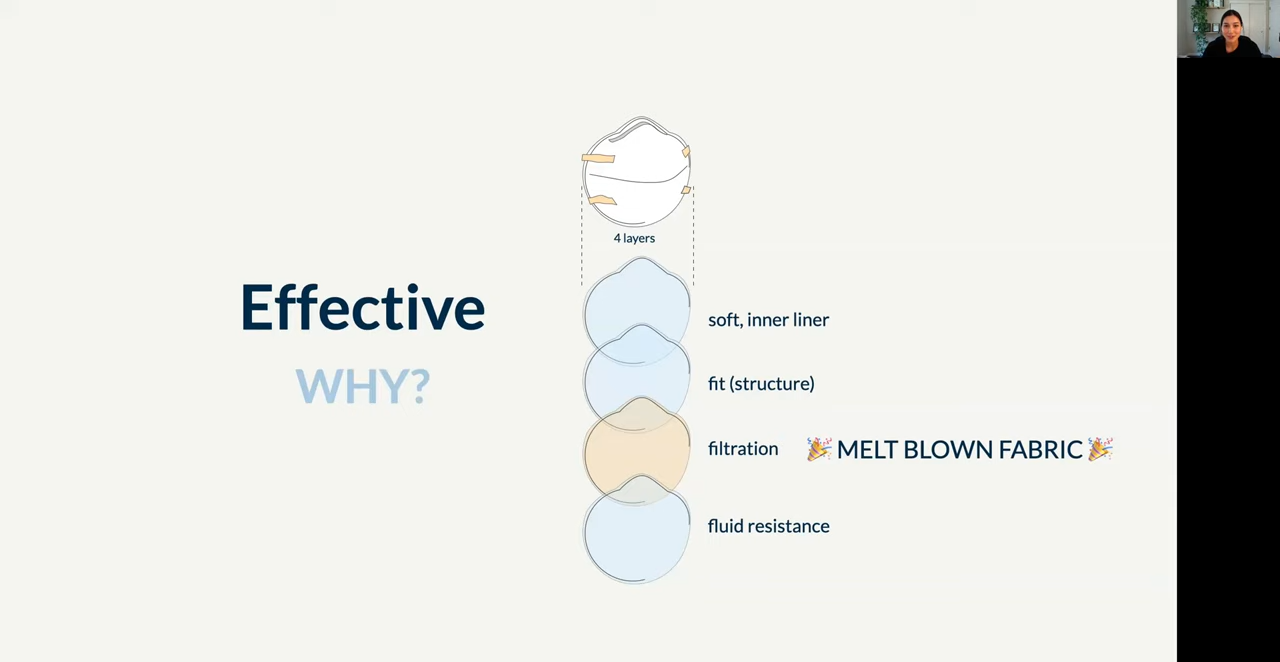 4 layers
Effective
WHY?
soft, inner liner
fit (structure)
filtration
🎉 MELT BLOWN FABRIC 🎉
fluid resistance